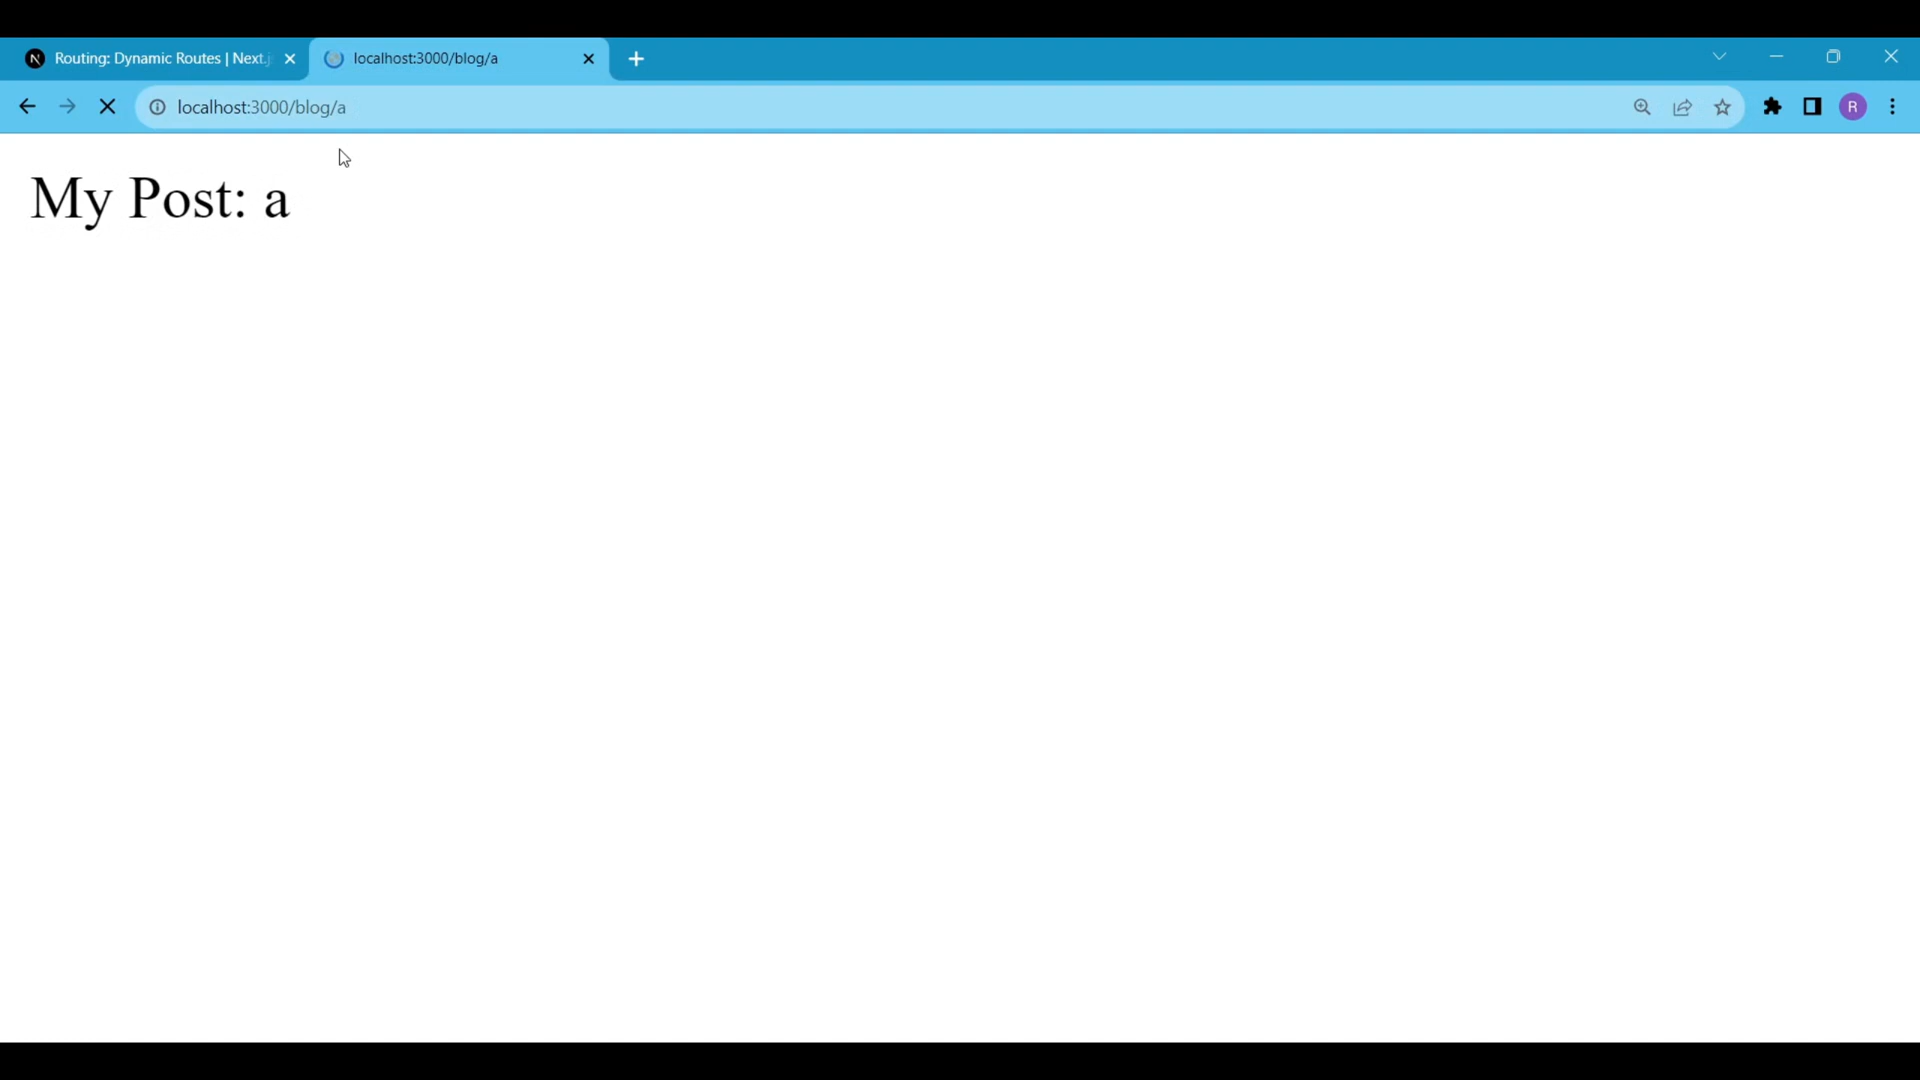 N Routing: Dynamic Routes | Next.j
localhost:3000/blog/a
localhost:3000/blog/a
R
My Post: a